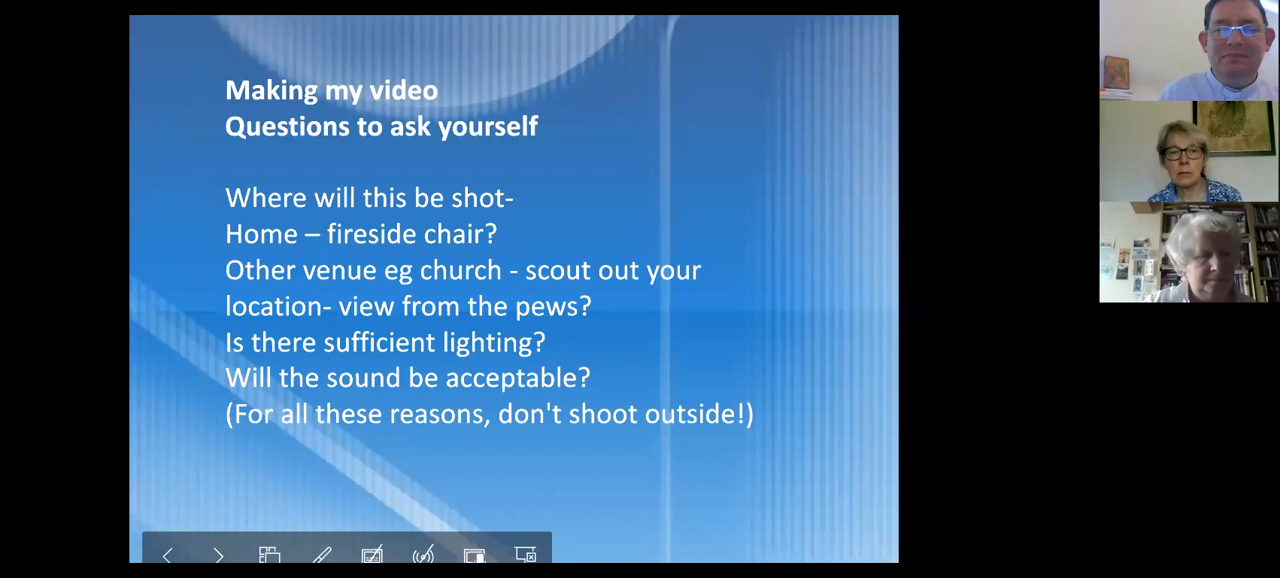 Making my video
Questions to ask yourself
Where will this be shot-
Home – fireside chair?
Other venue eg church - scout out your
location- view from the pews?
Is there sufficient lighting?
Will the sound be acceptable?
(For all these reasons, don't shoot outside!)